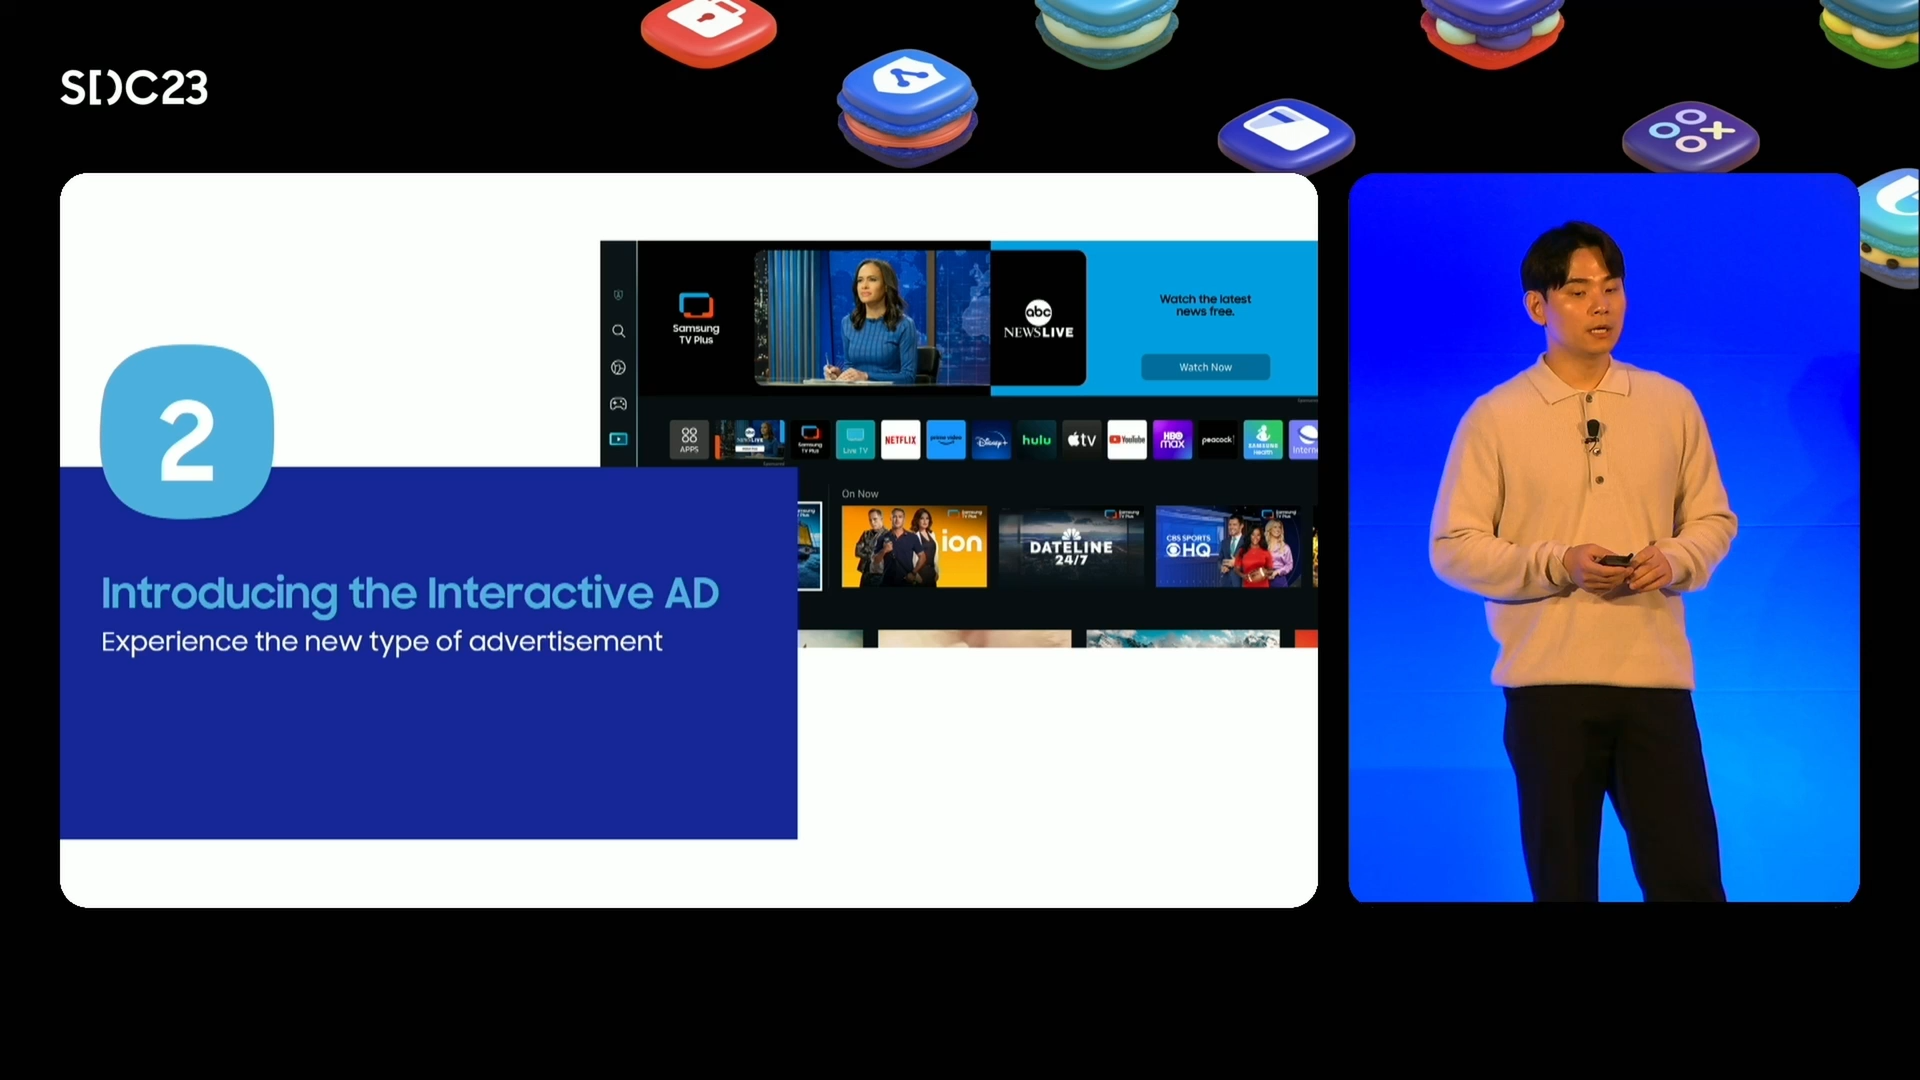 SDC23
Samsung
TV Plus
abc
NEWS LIVE
Watch the latest
news free.
Watch Now
APPS
Samsung
TV Plus
Live TV
NETFLIX
prime video
Disney+
hulu
tv
YouTube
HBO
max
peacock
SAMSUNG
Health
Intern
On Now
ion
DATELINE
24/7
CBS SPORTS
HQ
2
Introducing the Interactive AD
Experience the new type of advertisement